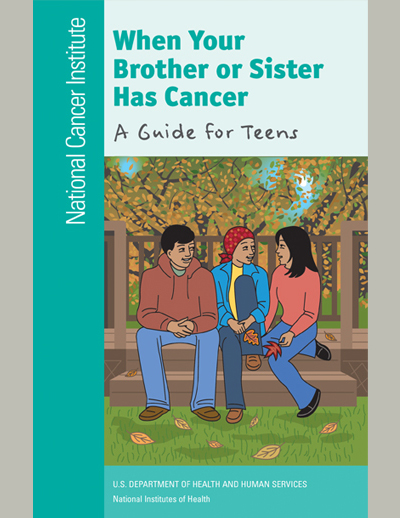 National Cancer Institute
When Your
Brother or Sister
Has Cancer
A Guide for Teens
U.S. DEPARTMENT OF HEALTH AND HUMAN SERVICES
National Institutes of Health